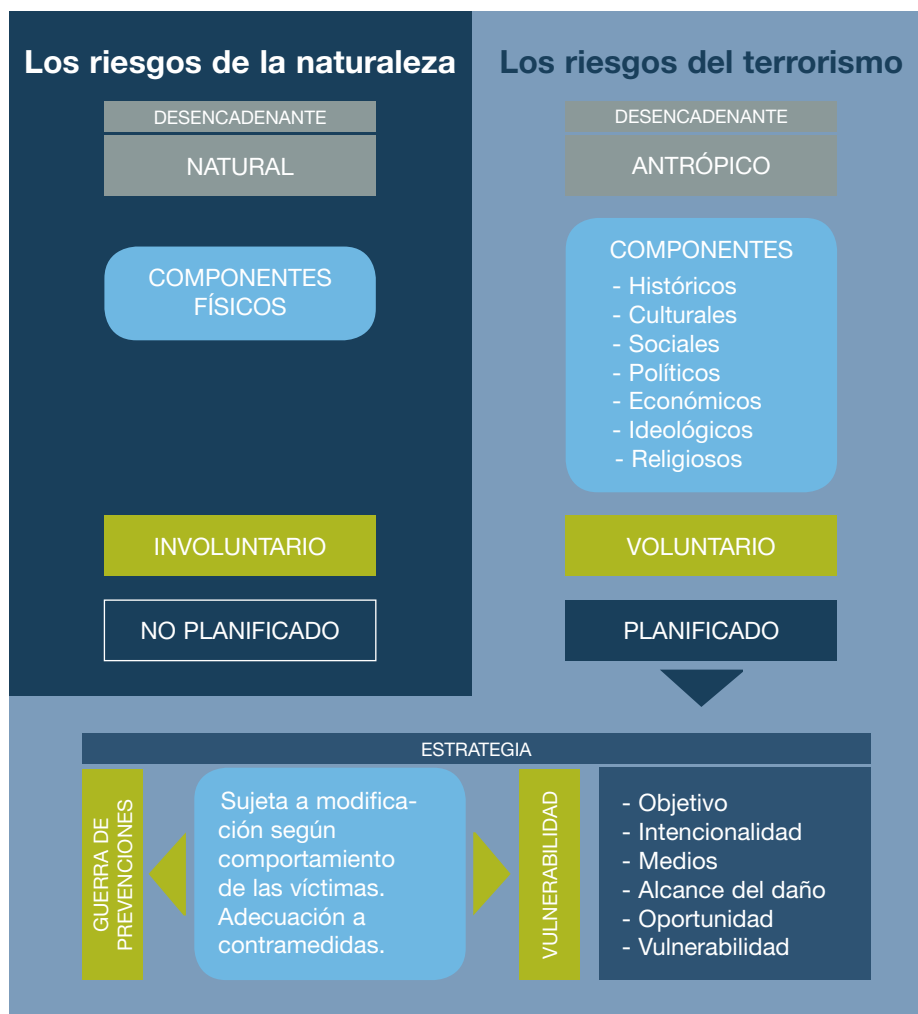 Los riesgos de la naturaleza
DESENCADENANTE
NATURAL
COMPONENTES
FÍSICOS
INVOLUNTARIO
NO PLANIFICADO
Los riesgos del terrorismo
DESENCADENANTE
ANTRÓPICO
COMPONENTES
- Históricos
- Culturales
- Sociales
- Políticos
- Económicos
- Ideológicos
- Religiosos
VOLUNTARIO
PLANIFICADO
ESTRATEGIA
GUERRA DE
PREVENCIONES
Sujeta a modifica-
ción según
comportamiento
de las víctimas.
Adecuación a
contramedidas.
VULNERABILIDAD
- Objetivo
- Intencionalidad
- Medios
- Alcance del daño
- Oportunidad
- Vulnerabilidad